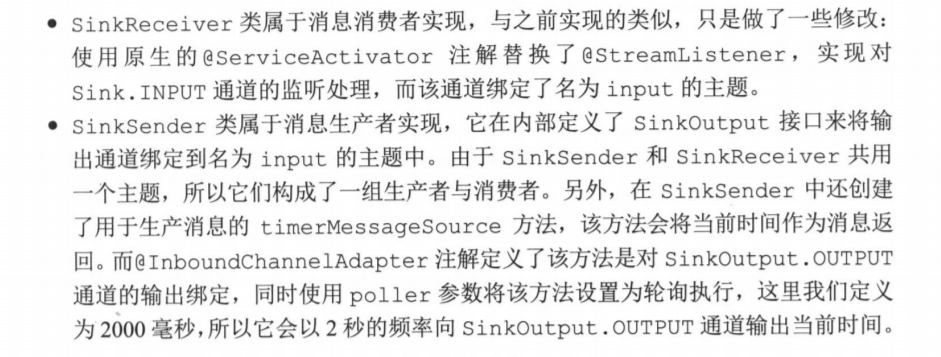 • SinkReceiver 类属于消息消费者实现，与之前实现的类似，只是做了一些修改：
使用原生的@ServiceActivator 注解替换了@StreamListener，实现对
Sink.INPUT 通道的监听处理，而该通道绑定了名为 input 的主题。
• SinkSender 类属于消息生产者实现，它在内部定义了 SinkOutput 接口来将输
出通道绑定到名为 input 的主题中。由于 SinkSender 和 SinkReceiver 共用
一个主题，所以它们构成了一组生产者与消费者。另外，在 SinkSender 中还创建
了用于生产消息的 timerMessageSource 方法，该方法会将当前时间作为消息返
回。而@InboundChannelAdapter 注解定义了该方法是对 SinkOutput.OUTPUT
通道的输出绑定，同时使用 poller 参数将该方法设置为轮询执行，这里我们定义
为 2000 毫秒，所以它会以 2 秒的频率向 SinkOutput.OUTPUT 通道输出当前时间。